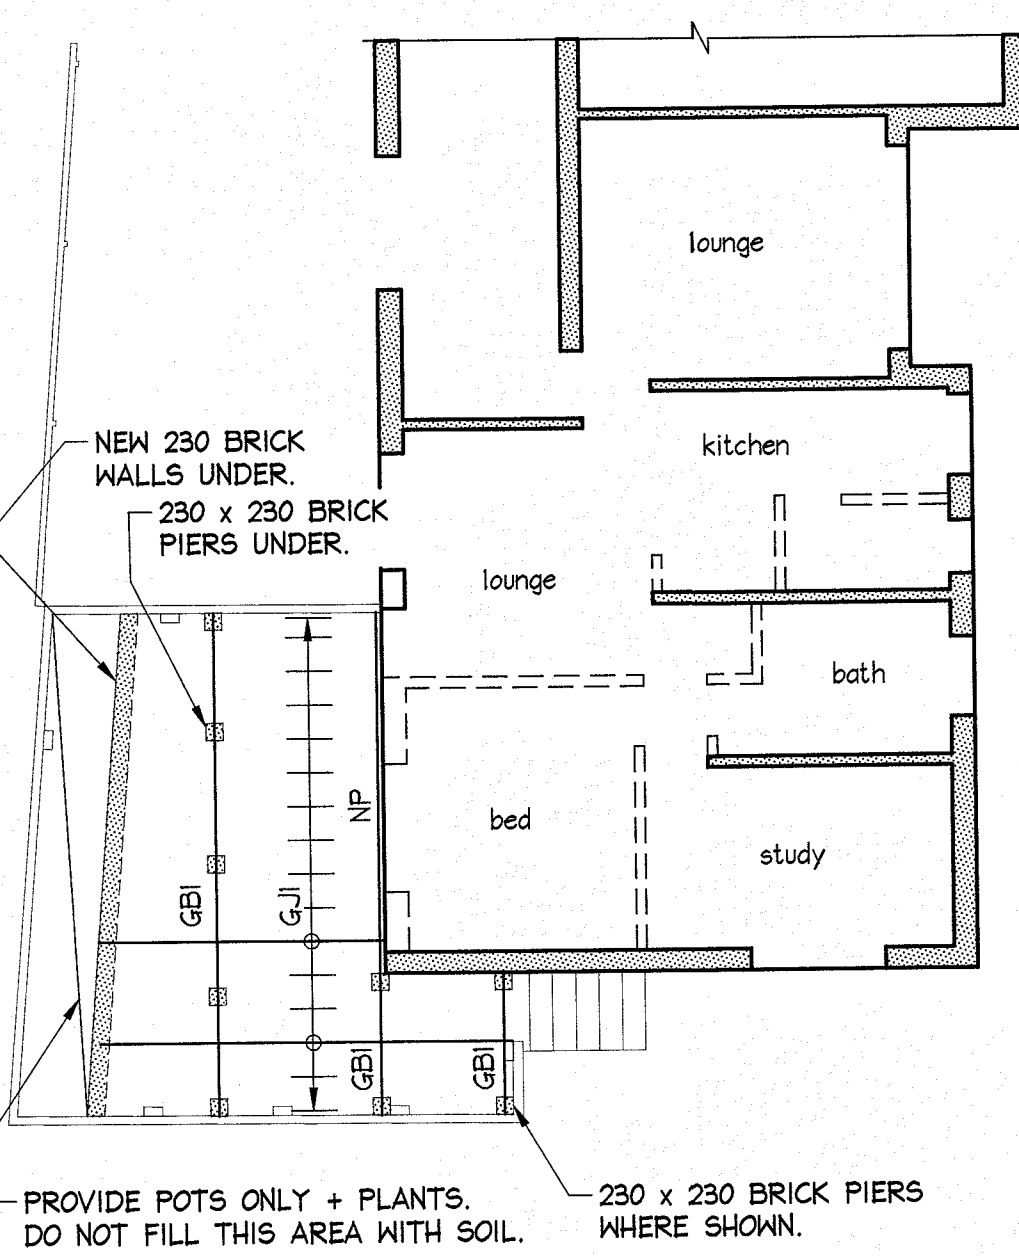 lounge
NEW 230 BRICK
WALLS UNDER.
kitchen
230 x 230 BRICK
PIERS UNDER.
lounge
bath
NP
bed
study
GB1
GJ1
GB1
GB1
PROVIDE POTS ONLY + PLANTS.
DO NOT FILL THIS AREA WITH SOIL.
230 x 230 BRICK PIERS
WHERE SHOWN.